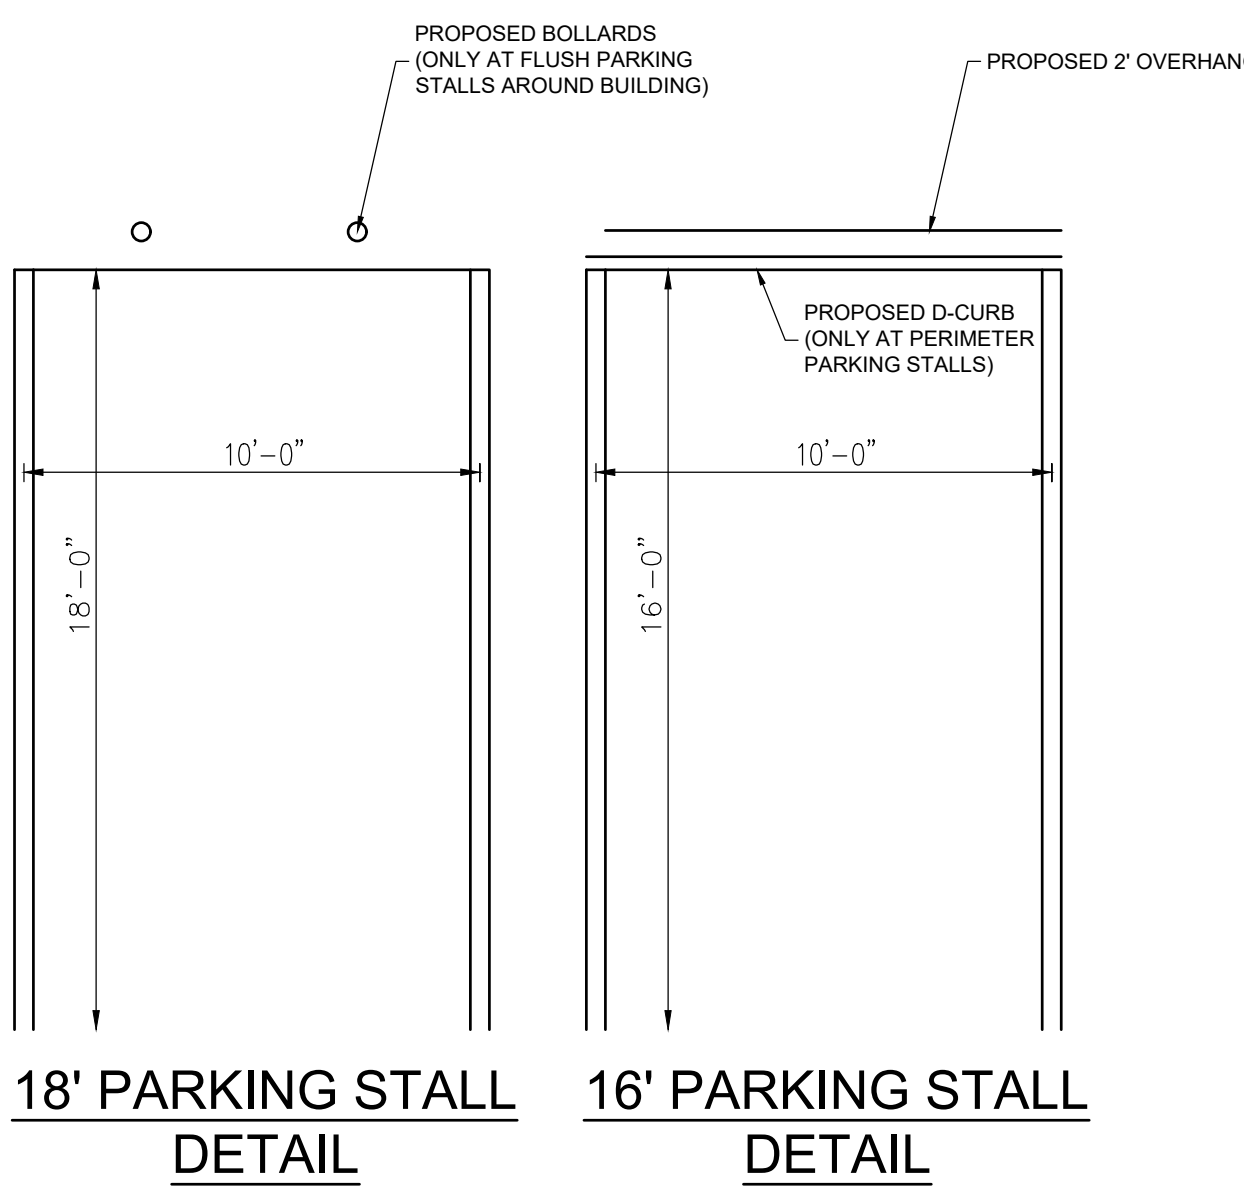 PROPOSED BOLLARDS
(ONLY AT FLUSH PARKING
STALLS AROUND BUILDING)
PROPOSED 2'
PROPOSED D-CURB
(ONLY AT PERIMETER
PARKING STALLS)
10'-0"
10'-0"
18'-0"
16'-0"
18' PARKING STALL
DETAIL
16' PARKING STALL
DETAIL